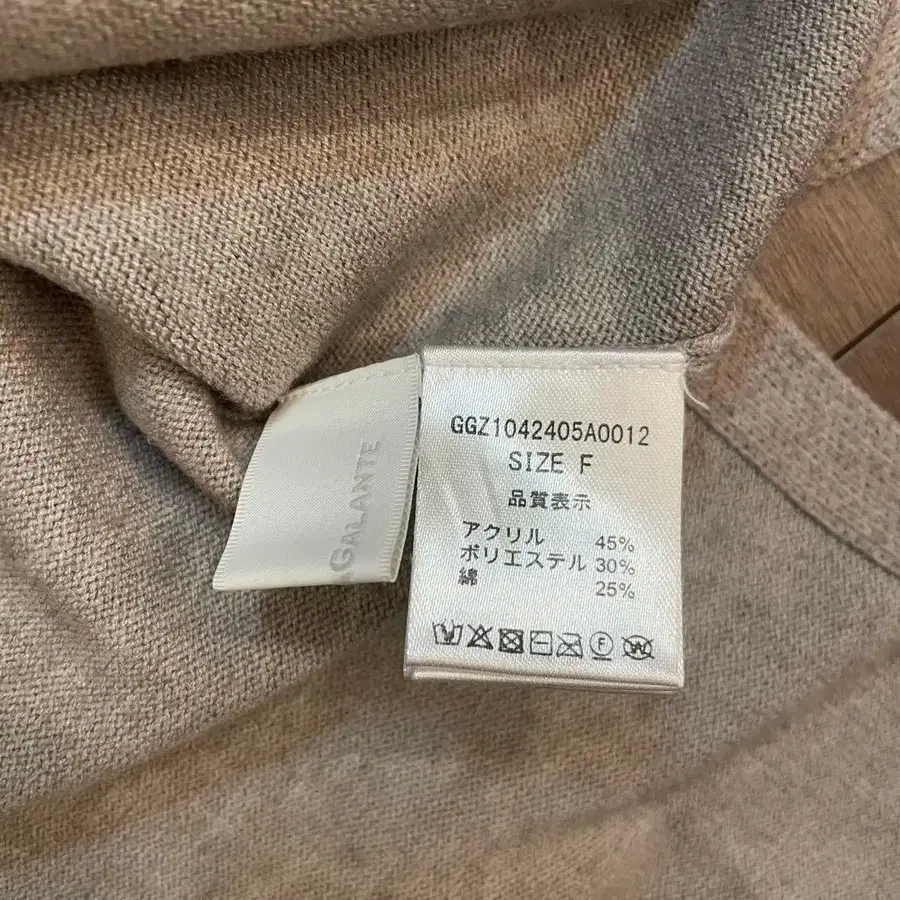 GALANTE
GGZ1042405A0012
SIZE F
品質表示
アクリル 45%
ポリエステル 30%
綿 25%
F
W